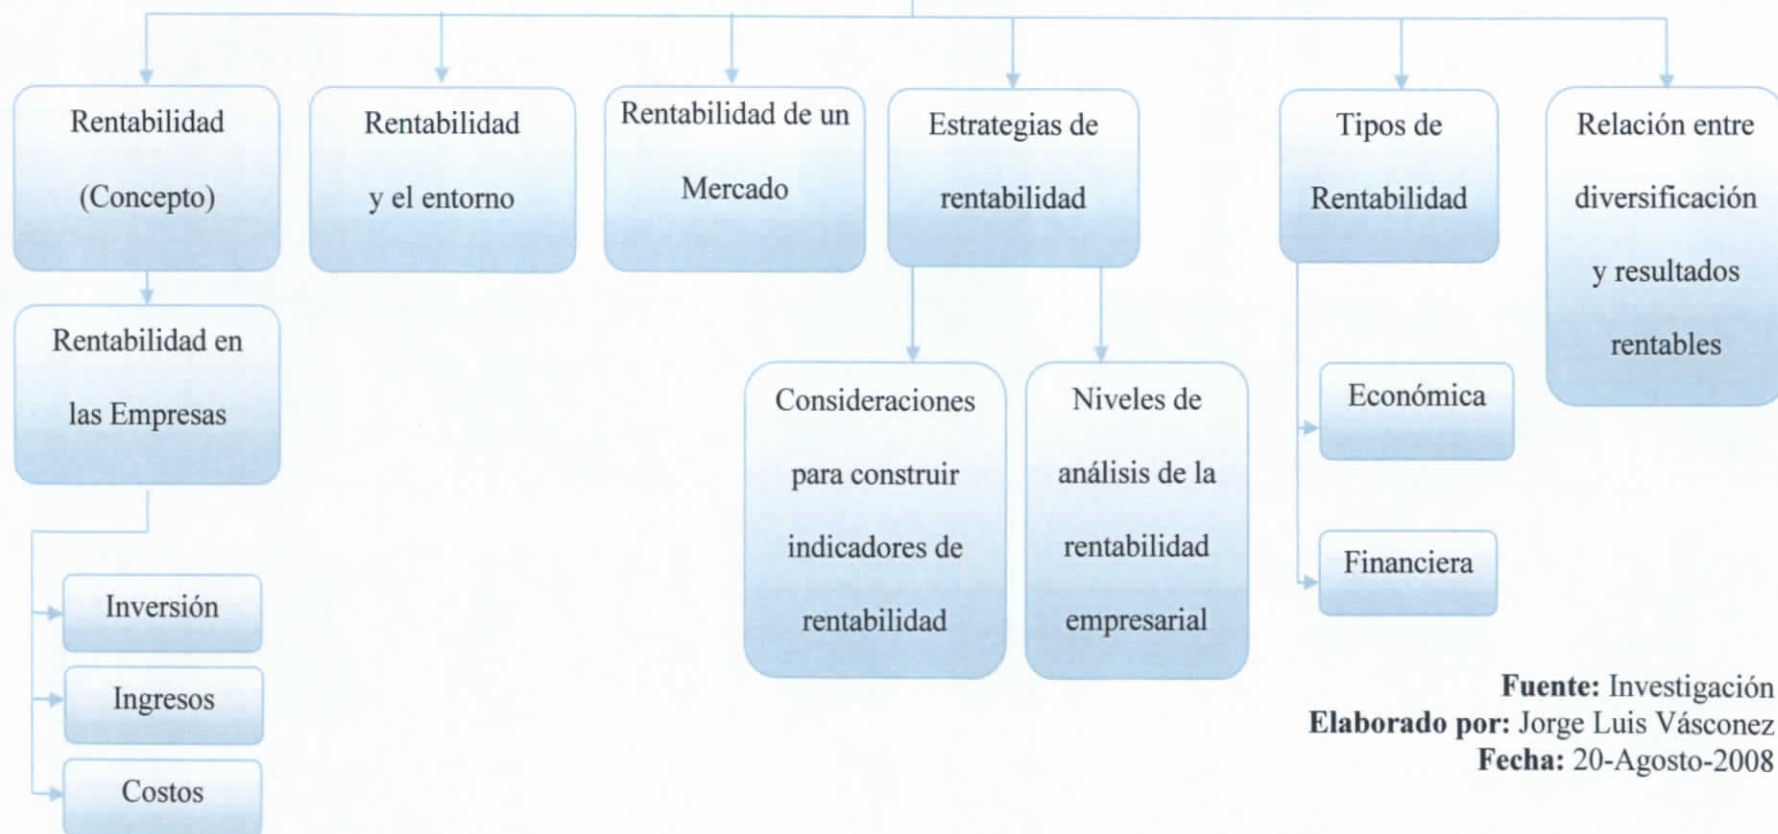 Rentabilidad
(Concepto)
Rentabilidad
y el entorno
Rentabilidad de un
Mercado
Estrategias de
rentabilidad
Tipos de
Rentabilidad
Relación entre
diversificación
y resultados
rentables
Rentabilidad en
las Empresas
Consideraciones
para construir
indicadores de
rentabilidad
Niveles de
análisis de la
rentabilidad
empresarial
Económica
Financiera
Inversión
Ingresos
Costos
Fuente: Investigación
Elaborado por: Jorge Luis Vásconez
Fecha: 20-Agosto-2008